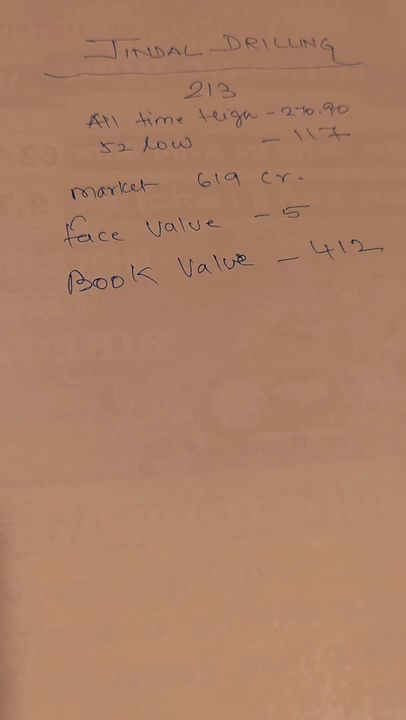 JINDAL DRILLING
213
All time High - 270.90
52 low - 117
market 619 cr.
face value - 5
Book Value - 412